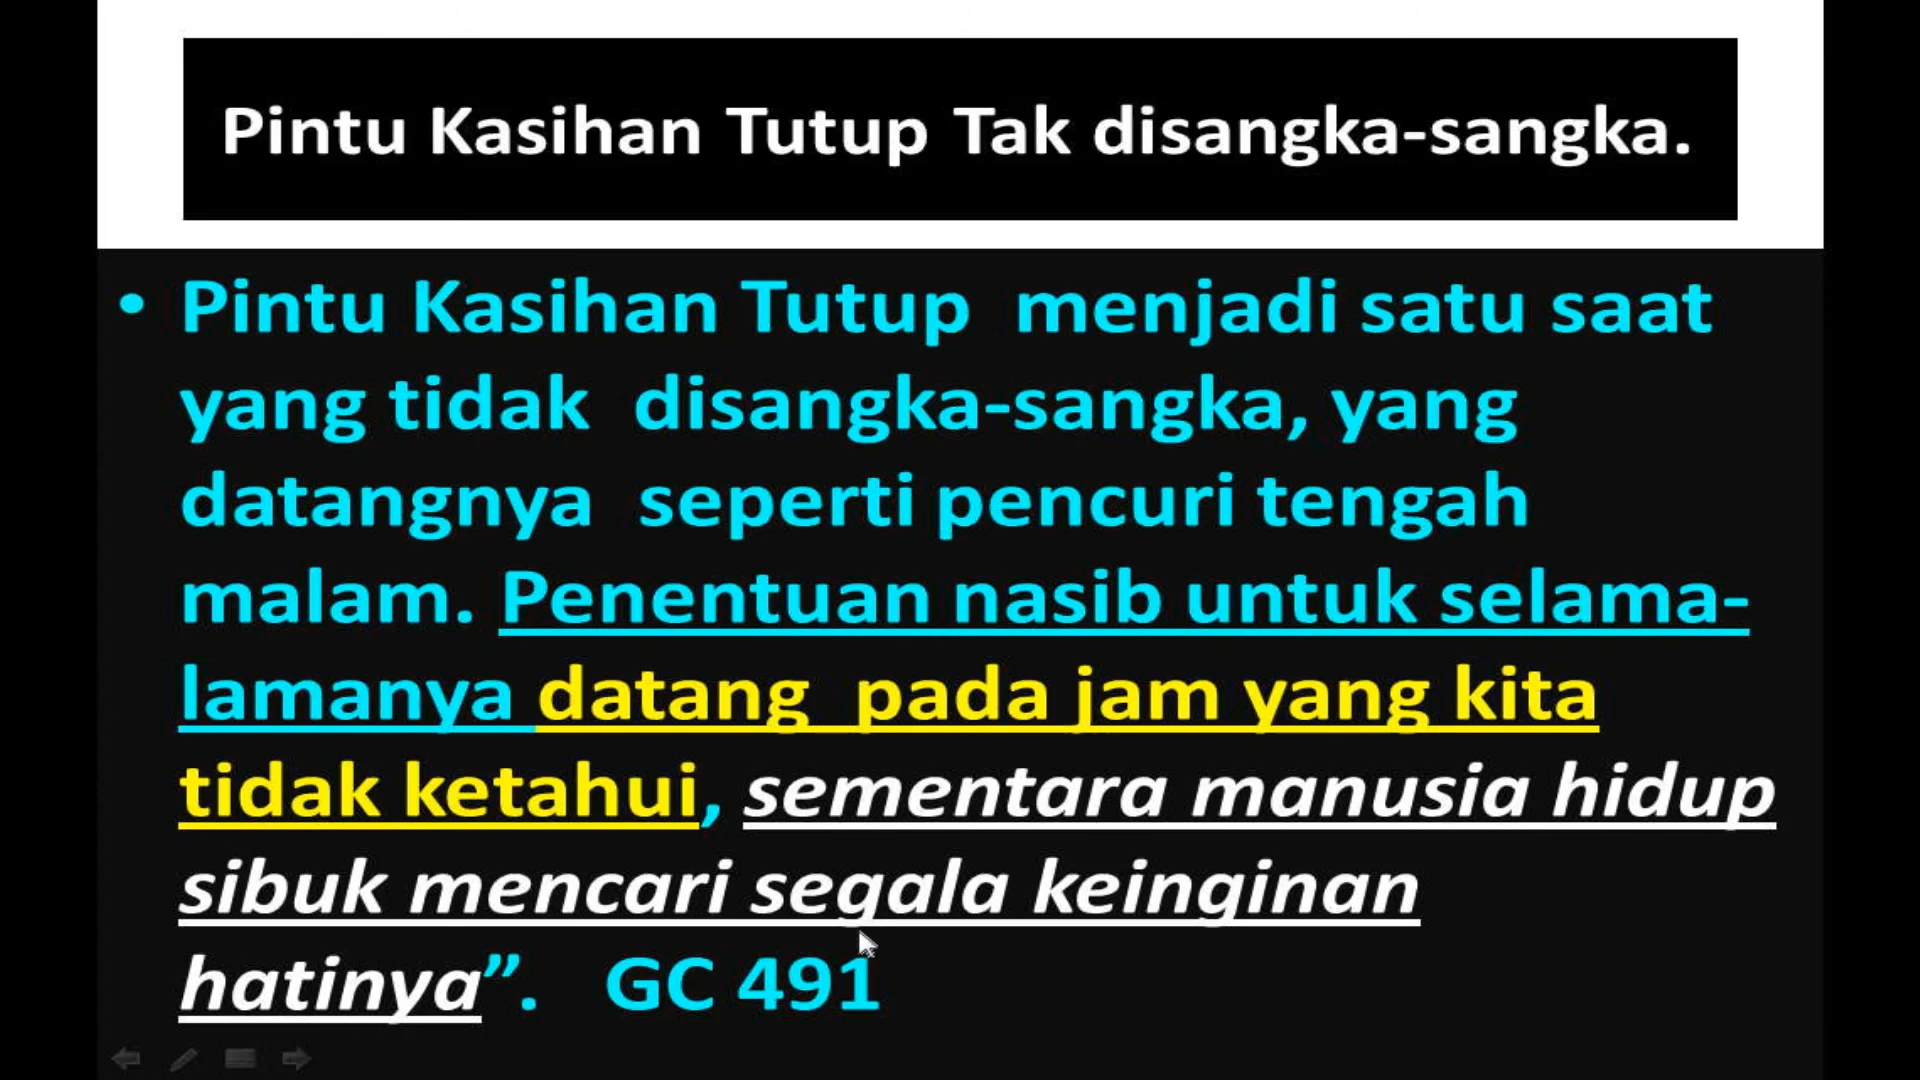 Pintu Kasihan Tutup Tak disangka-sangka.
• Pintu Kasihan Tutup menjadi satu saat
yang tidak disangka-sangka, yang
datangnya seperti pencuri tengah
malam. Penentuan nasib untuk selama-
lamanya datang pada jam yang kita
tidak ketahui, sementara manusia hidup
sibuk mencari segala keinginan
hatinya”. GC 491